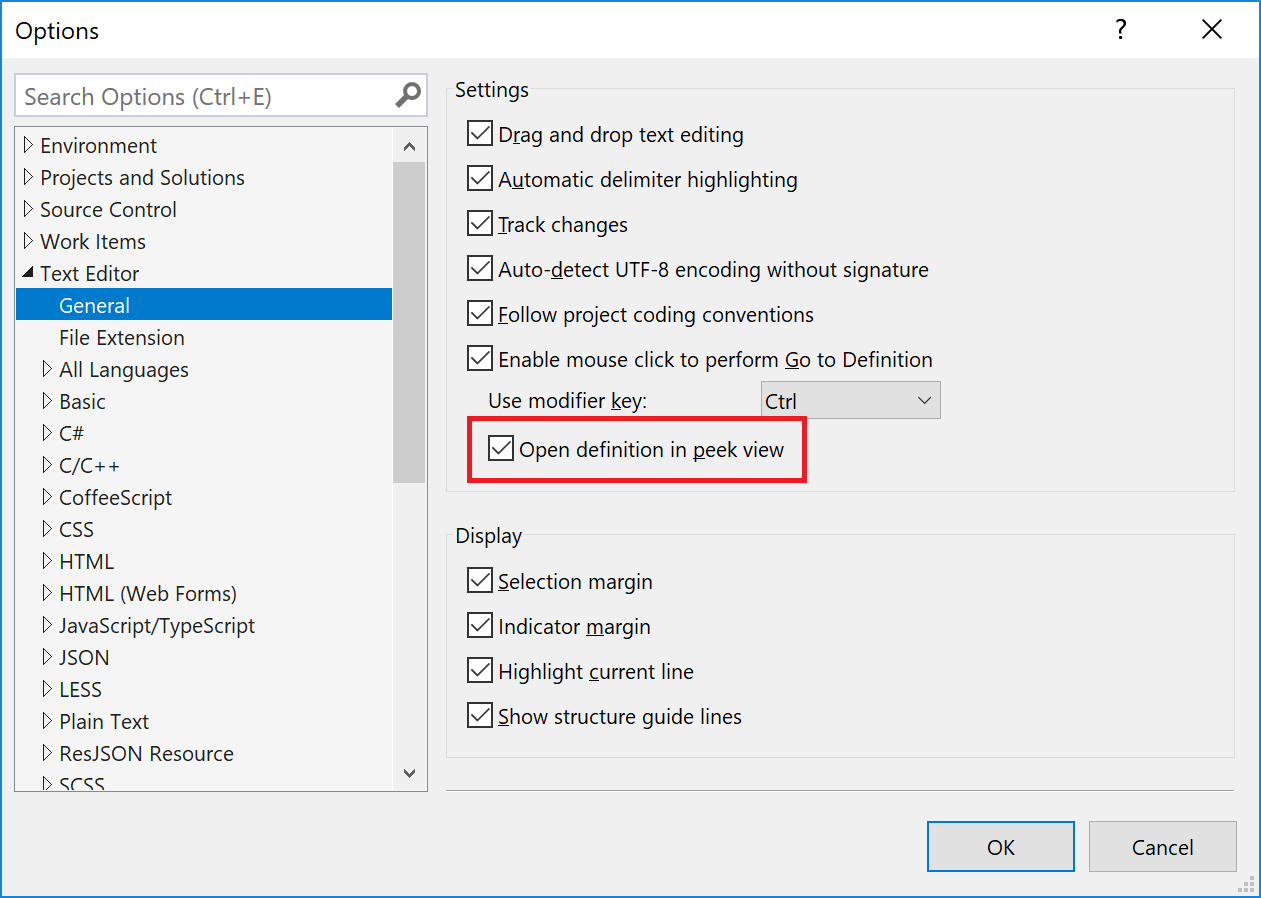 Options
?
Search Options (Ctrl+E)
Environment
Projects and Solutions
Source Control
Work Items
Text Editor
General
File Extension
All Languages
Basic
C#
C/C++
CoffeeScript
CSS
HTML
HTML (Web Forms)
JavaScript/TypeScript
JSON
LESS
Plain Text
ResJSON Resource
SCSS
Settings
Drag and drop text editing
Automatic delimiter highlighting
Track changes
Auto-detect UTF-8 encoding without signature
Follow project coding conventions
Enable mouse click to perform Go to Definition
Use modifier key: Ctrl
Open definition in peek view
Display
Selection margin
Indicator margin
Highlight current line
Show structure guide lines
OK Cancel